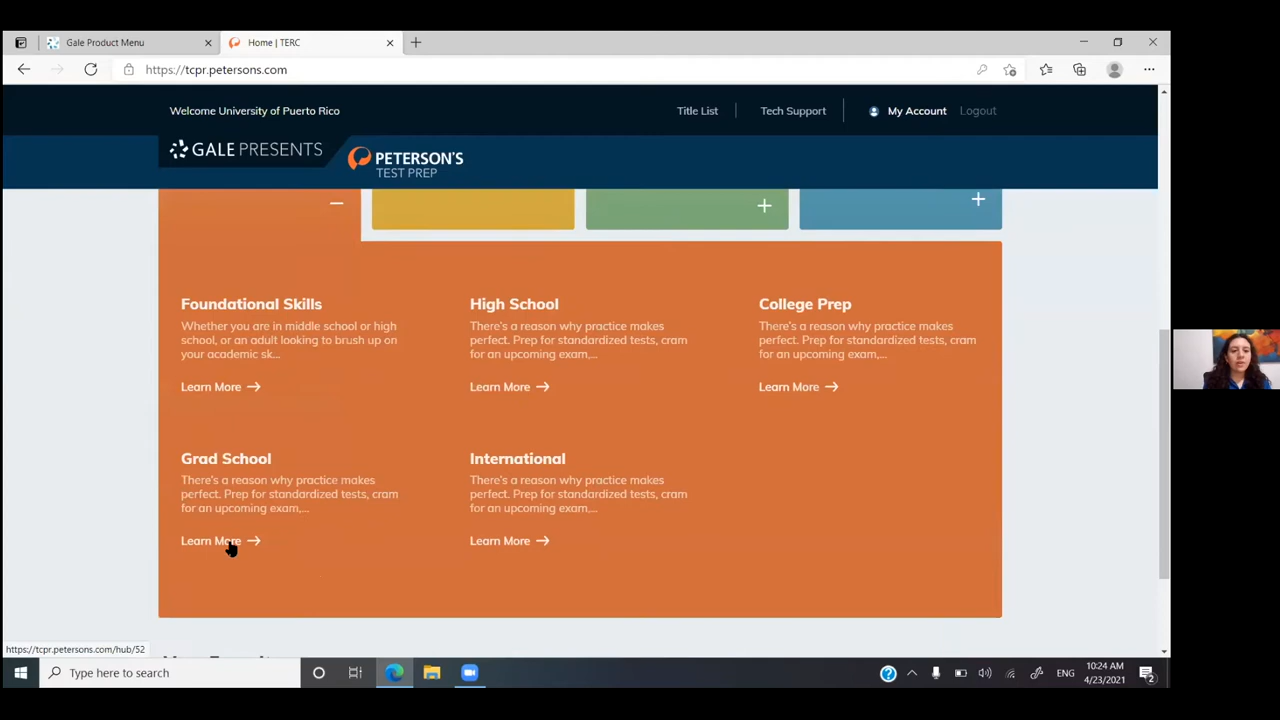 Gale Product Menu
Home | TERC
https://tcpr.petersons.com
Welcome University of Puerto Rico
Title List
Tech Support
My Account
Logout
GALE PRESENTS
PETERSON'S
TEST PREP
Foundational Skills
Whether you are in middle school or high
school, or an adult looking to brush up on
your academic sk...
Learn More
High School
There's a reason why practice makes
perfect. Prep for standardized tests, cram
for an upcoming exam,...
Learn More
College Prep
There's a reason why practice makes
perfect. Prep for standardized tests, cram
for an upcoming exam,...
Learn More
Grad School
There's a reason why practice makes
perfect. Prep for standardized tests, cram
for an upcoming exam,...
Learn More
International
There's a reason why practice makes
perfect. Prep for standardized tests, cram
for an upcoming exam,...
Learn More
https://tcpr.petersons.com/hub/52
Type here to search
ENG
10:24 AM
4/23/2021
2